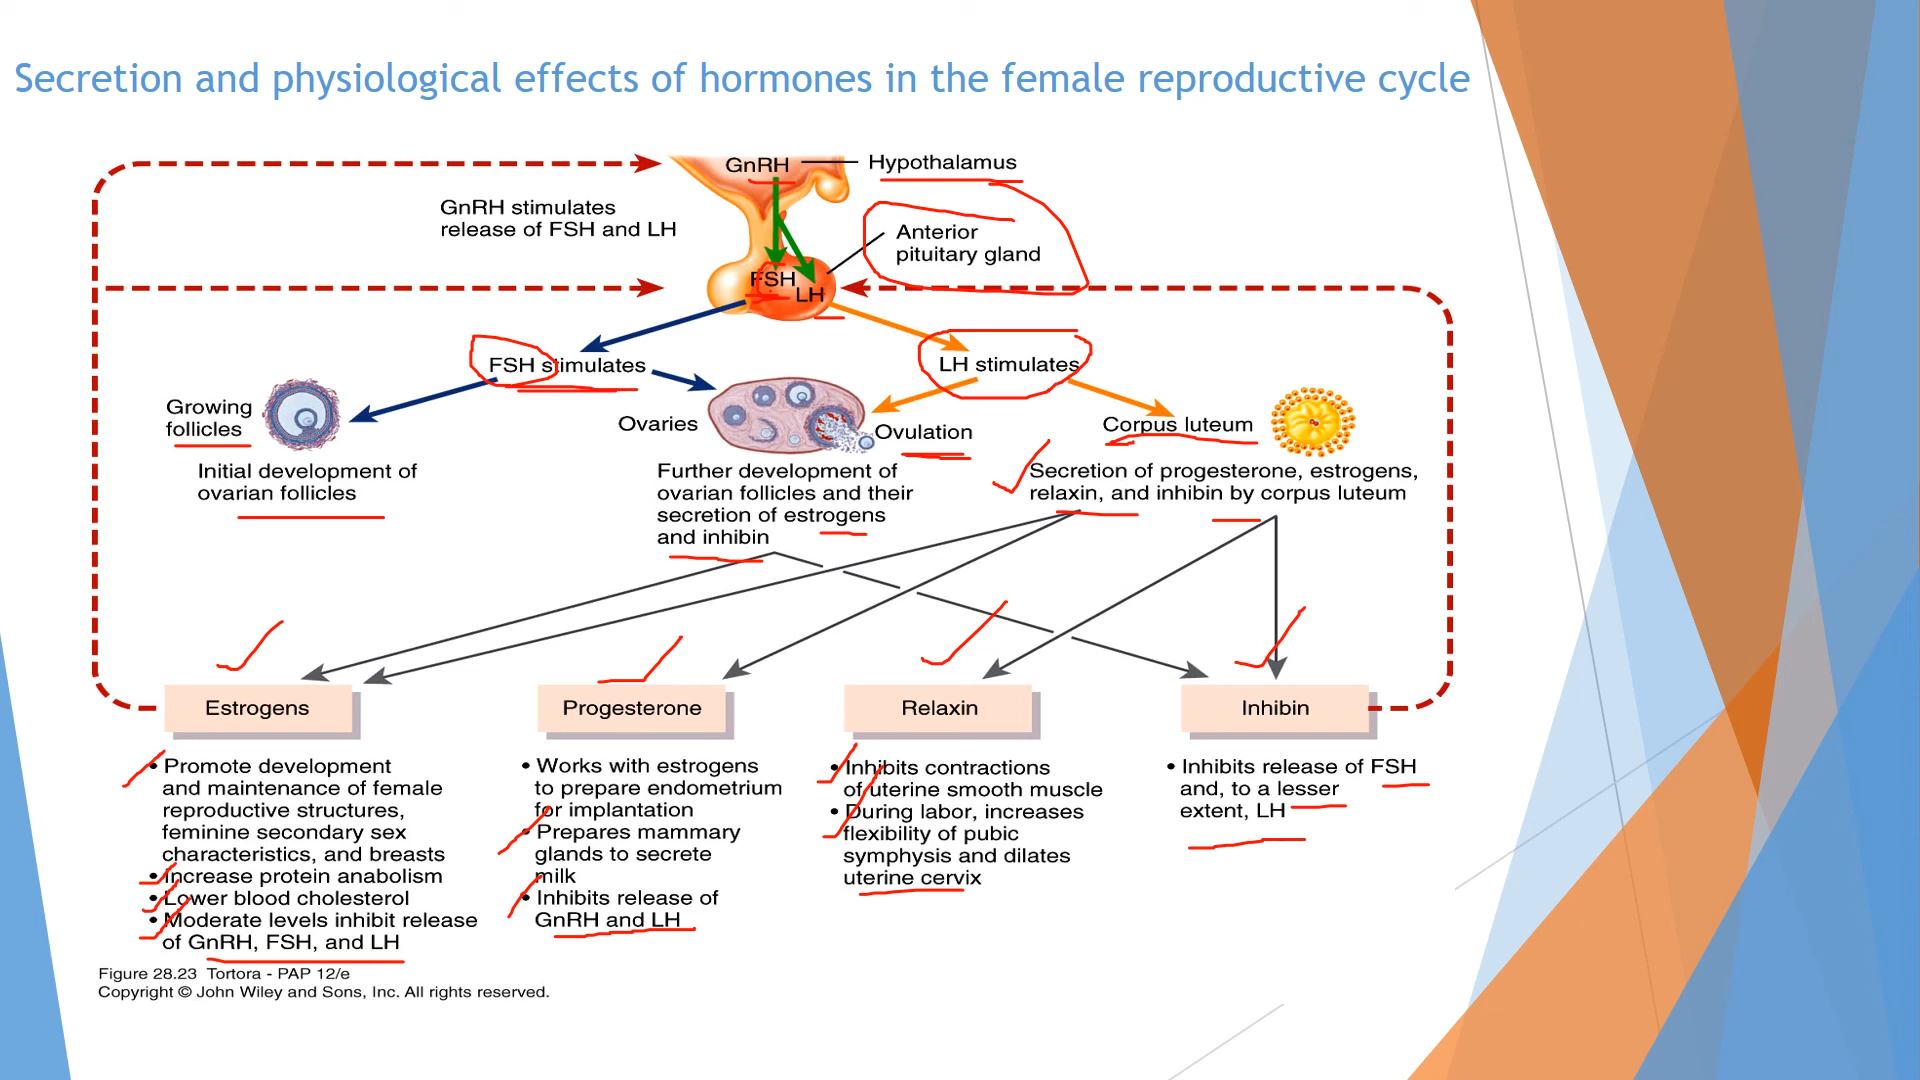 Secretion and physiological effects of hormones in the female reproductive cycle
GnRH
Hypothalamus
GnRH stimulates
release of FSH and LH
Anterior
pituitary gland
FSH
LH
FSH stimulates
LH stimulates
Growing
follicles
Ovaries
Ovulation
Corpus luteum
Initial development of
ovarian follicles
Further development of
ovarian follicles and their
secretion of estrogens
and inhibin
Secretion of progesterone, estrogens,
relaxin, and inhibin by corpus luteum
Estrogens
Progesterone
Relaxin
Inhibin
• Promote development
and maintenance of female
reproductive structures,
feminine secondary sex
characteristics, and breasts
• Increase protein anabolism
• Lower blood cholesterol
• Moderate levels inhibit release
of GnRH, FSH, and LH
• Works with estrogens
to prepare endometrium
for implantation
• Prepares mammary
glands to secrete
milk
• Inhibits release of
GnRH and LH
• Inhibits contractions
of uterine smooth muscle
• During labor, increases
flexibility of pubic
symphysis and dilates
uterine cervix
• Inhibits release of FSH
and, to a lesser
extent, LH
Figure 28.23 Tortora - PAP 12/e
Copyright © John Wiley and Sons, Inc. All rights reserved.